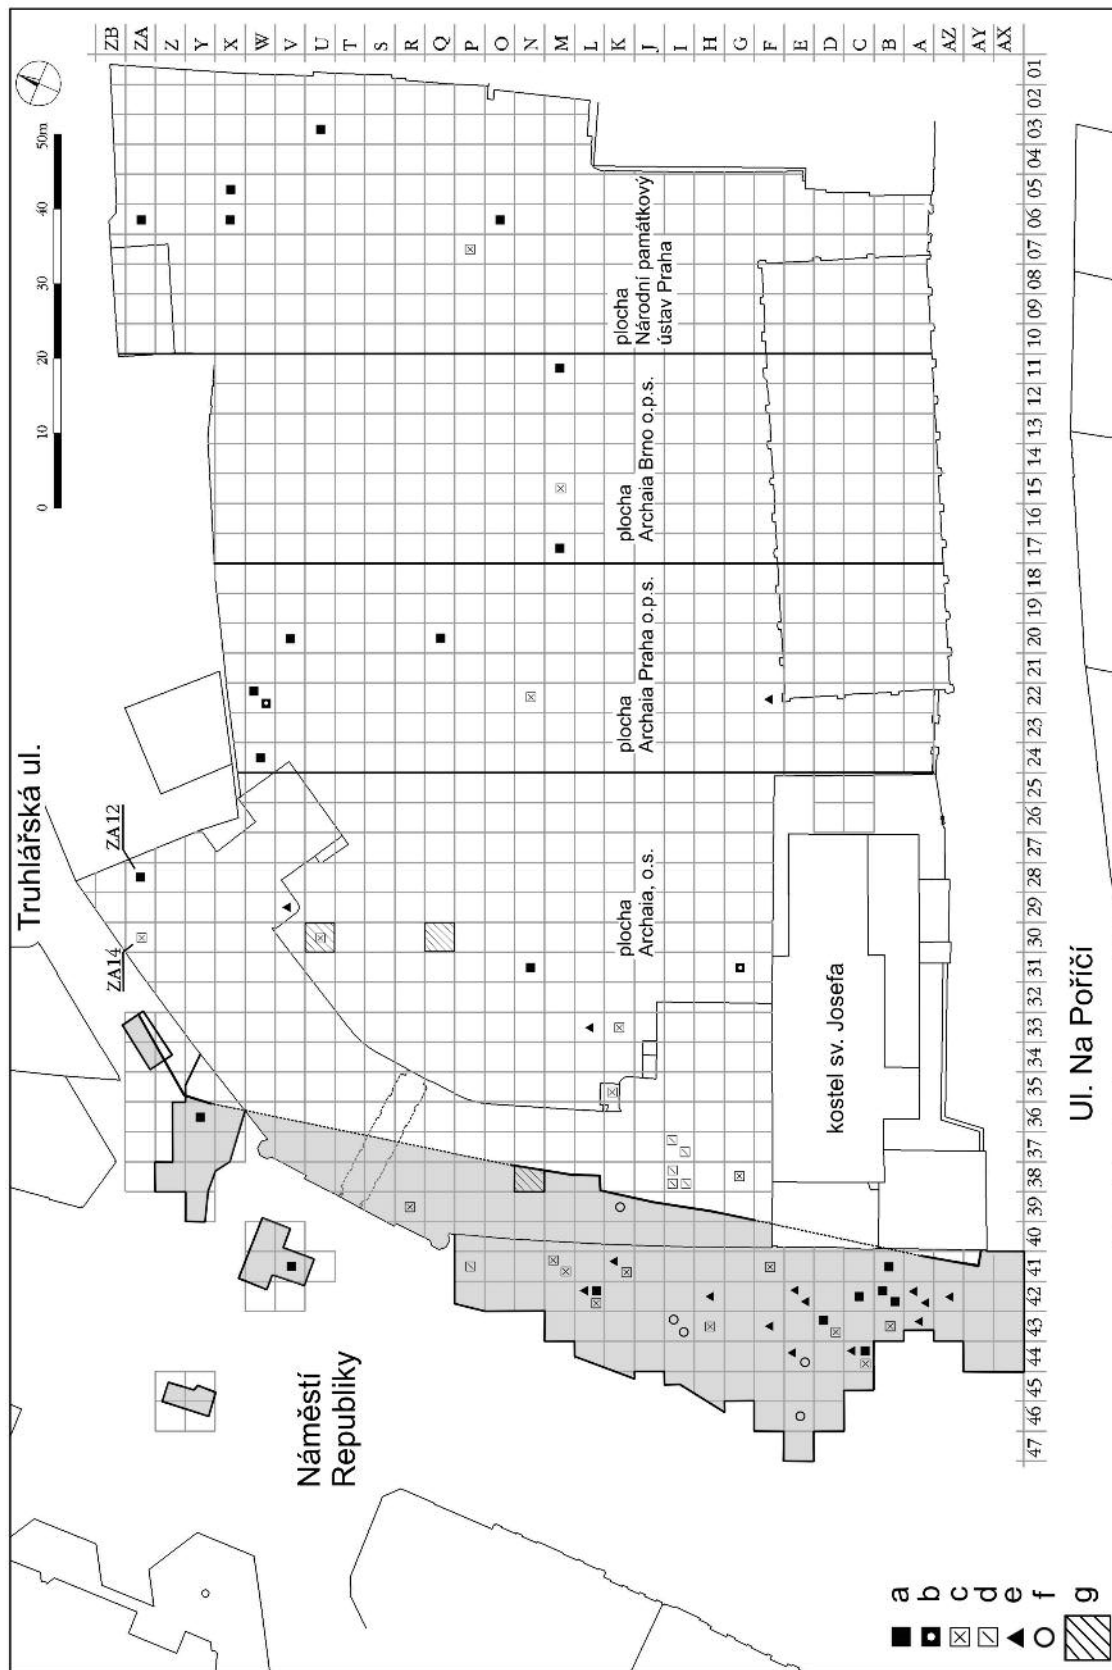 ZB
ZA
Z
Y
X
W
V
U
T
S
R
Q
P
O
N
M
L
K
J
I
H
G
F
E
D
C
B
A
AZ
AY
AX
01
02
03
04
05
06
07
08
09
10
11
12
13
14
15
16
17
18
19
20
21
22
23
24
25
26
27
28
29
30
31
32
33
34
35
36
37
38
39
40
41
42
43
44
45
46
47
0
10
20
30
40
50m
Truhlářská ul.
ZA12
ZA14
plocha
Národní památkový
ústav Praha
plocha
Archaia Brno o.p.s.
plocha
Archaia Praha o.p.s.
plocha
Archaia, o.s.
kostel sv. Josefa
Náměstí
Republiky
Ul. Na Poříčí
a
b
c
d
e
f
g